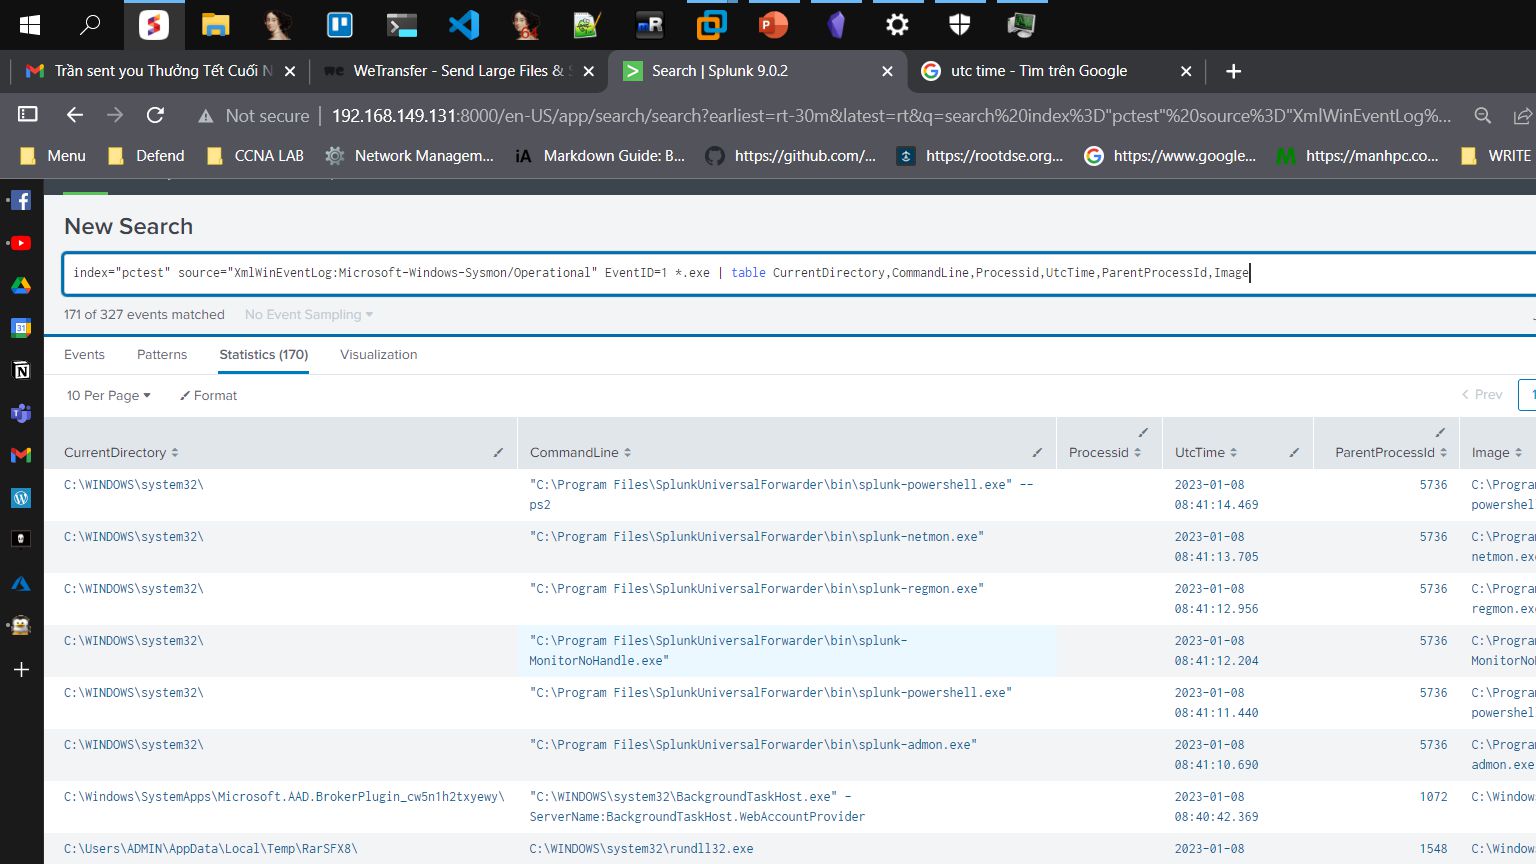 Trần sent you Thưởng Tết Cuối N
WeTransfer - Send Large Files & S
Search | Splunk 9.0.2
utc time - Tìm trên Google
Not secure
192.168.149.131:8000/en-US/app/search/search?earliest=rt-30m&latest=rt&q=search%20index%3D"pctest"%20source%3D"XmlWinEventLog%...
Menu
Defend
CCNA LAB
Network Managem...
iA
Markdown Guide: B...
https://github.com/...
https://rootdse.org...
https://www.google...
https://manhpc.co...
WRITE
New Search
index="pctest" source="XmlWinEventLog:Microsoft-Windows-Sysmon/Operational" EventID=1 *.exe | table CurrentDirectory,CommandLine,Processid,UtcTime,ParentProcessId,Image
171 of 327 events matched
No Event Sampling
Events
Patterns
Statistics (170)
Visualization
10 Per Page
Format
Prev
1
CurrentDirectory
CommandLine
Processid
UtcTime
ParentProcessId
Image
C:\WINDOWS\system32\
"C:\Program Files\SplunkUniversalForwarder\bin\splunk-powershell.exe" --
ps2
2023-01-08
08:41:14.469
5736
C:\Program
powershell
C:\WINDOWS\system32\
"C:\Program Files\SplunkUniversalForwarder\bin\splunk-netmon.exe"
2023-01-08
08:41:13.705
5736
C:\Program
netmon.exe
C:\WINDOWS\system32\
"C:\Program Files\SplunkUniversalForwarder\bin\splunk-regmon.exe"
2023-01-08
08:41:12.956
5736
C:\Program
regmon.exe
C:\WINDOWS\system32\
"C:\Program Files\SplunkUniversalForwarder\bin\splunk-
MonitorNoHandle.exe"
2023-01-08
08:41:12.204
5736
C:\Program
MonitorNoH
C:\WINDOWS\system32\
"C:\Program Files\SplunkUniversalForwarder\bin\splunk-powershell.exe"
2023-01-08
08:41:11.440
5736
C:\Program
powershell
C:\WINDOWS\system32\
"C:\Program Files\SplunkUniversalForwarder\bin\splunk-admon.exe"
2023-01-08
08:41:10.690
5736
C:\Program
admon.exe
C:\Windows\SystemApps\Microsoft.AAD.BrokerPlugin_cw5n1h2txyewy\
"C:\WINDOWS\system32\BackgroundTaskHost.exe" -
ServerName:BackgroundTaskHost.WebAccountProvider
2023-01-08
08:40:42.369
1072
C:\Window
C:\Users\ADMIN\AppData\Local\Temp\RarSFX8\
C:\WINDOWS\system32\rundll32.exe
2023-01-08
1548
C:\Window